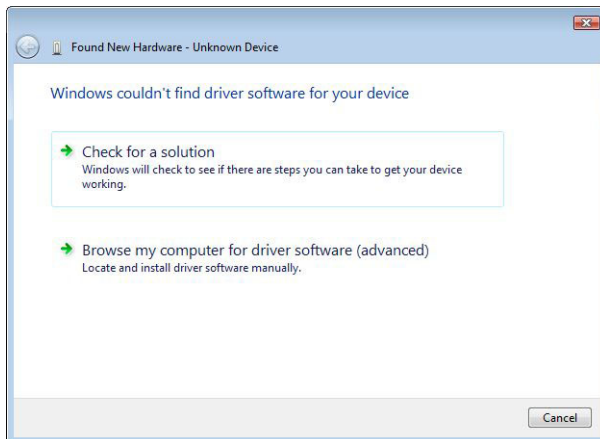 Found New Hardware - Unknown Device
Windows couldn't find driver software for your device
Check for a solution
Windows will check to see if there are steps you can take to get your device
working.
Browse my computer for driver software (advanced)
Locate and install driver software manually.
Cancel